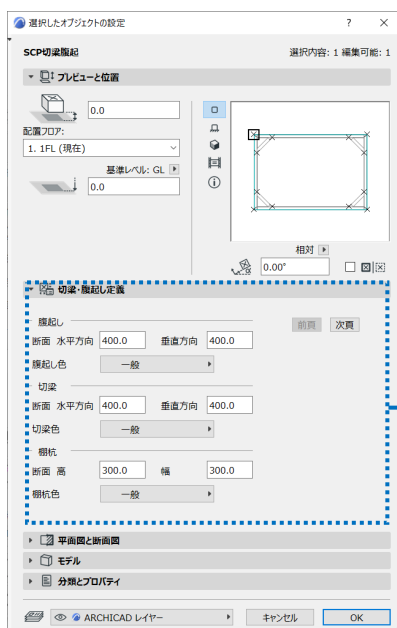 選択したオブジェクトの設定 ? ×
SCP切梁腹起 選択内容: 1 編集可能: 1
プレビューと位置
0.0
配置フロア:
1. 1FL (現在)
基準レベル: GL
0.0
相対
0.00°
切梁・腹起し定義
腹起し 前頁 次頁
断面 水平方向 400.0 垂直方向 400.0
腹起し色 一般
切梁
断面 水平方向 400.0 垂直方向 400.0
切梁色 一般
棚杭
断面 高 300.0 幅 300.0
棚杭色 一般
平面図と断面図
モデル
分類とプロパティ
ARCHICAD レイヤー キャンセル OK